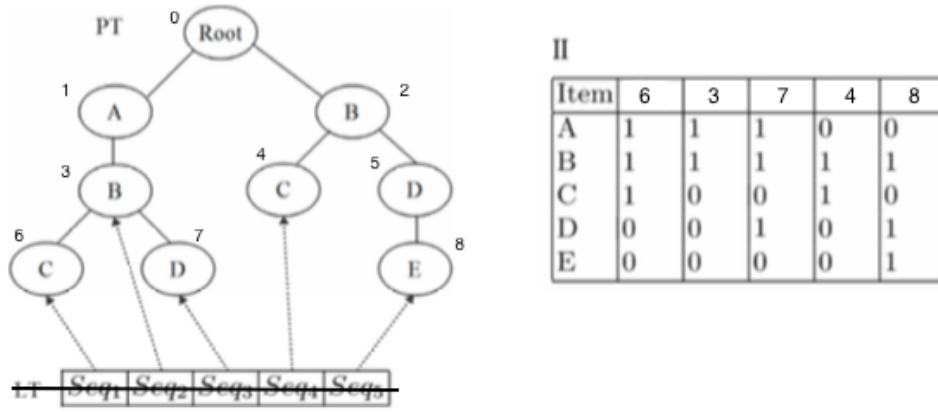 PT
0
Root
1
A
B
2
3
B
4
C
5
D
6
C
7
D
E
8
LT Seq1 Seq2 Seq3 Seq4 Seq5
II
Item 6 3 7 4 8
A 1 1 1 0 0
B 1 1 1 1 1
C 1 0 0 1 0
D 0 0 1 0 1
E 0 0 0 0 1